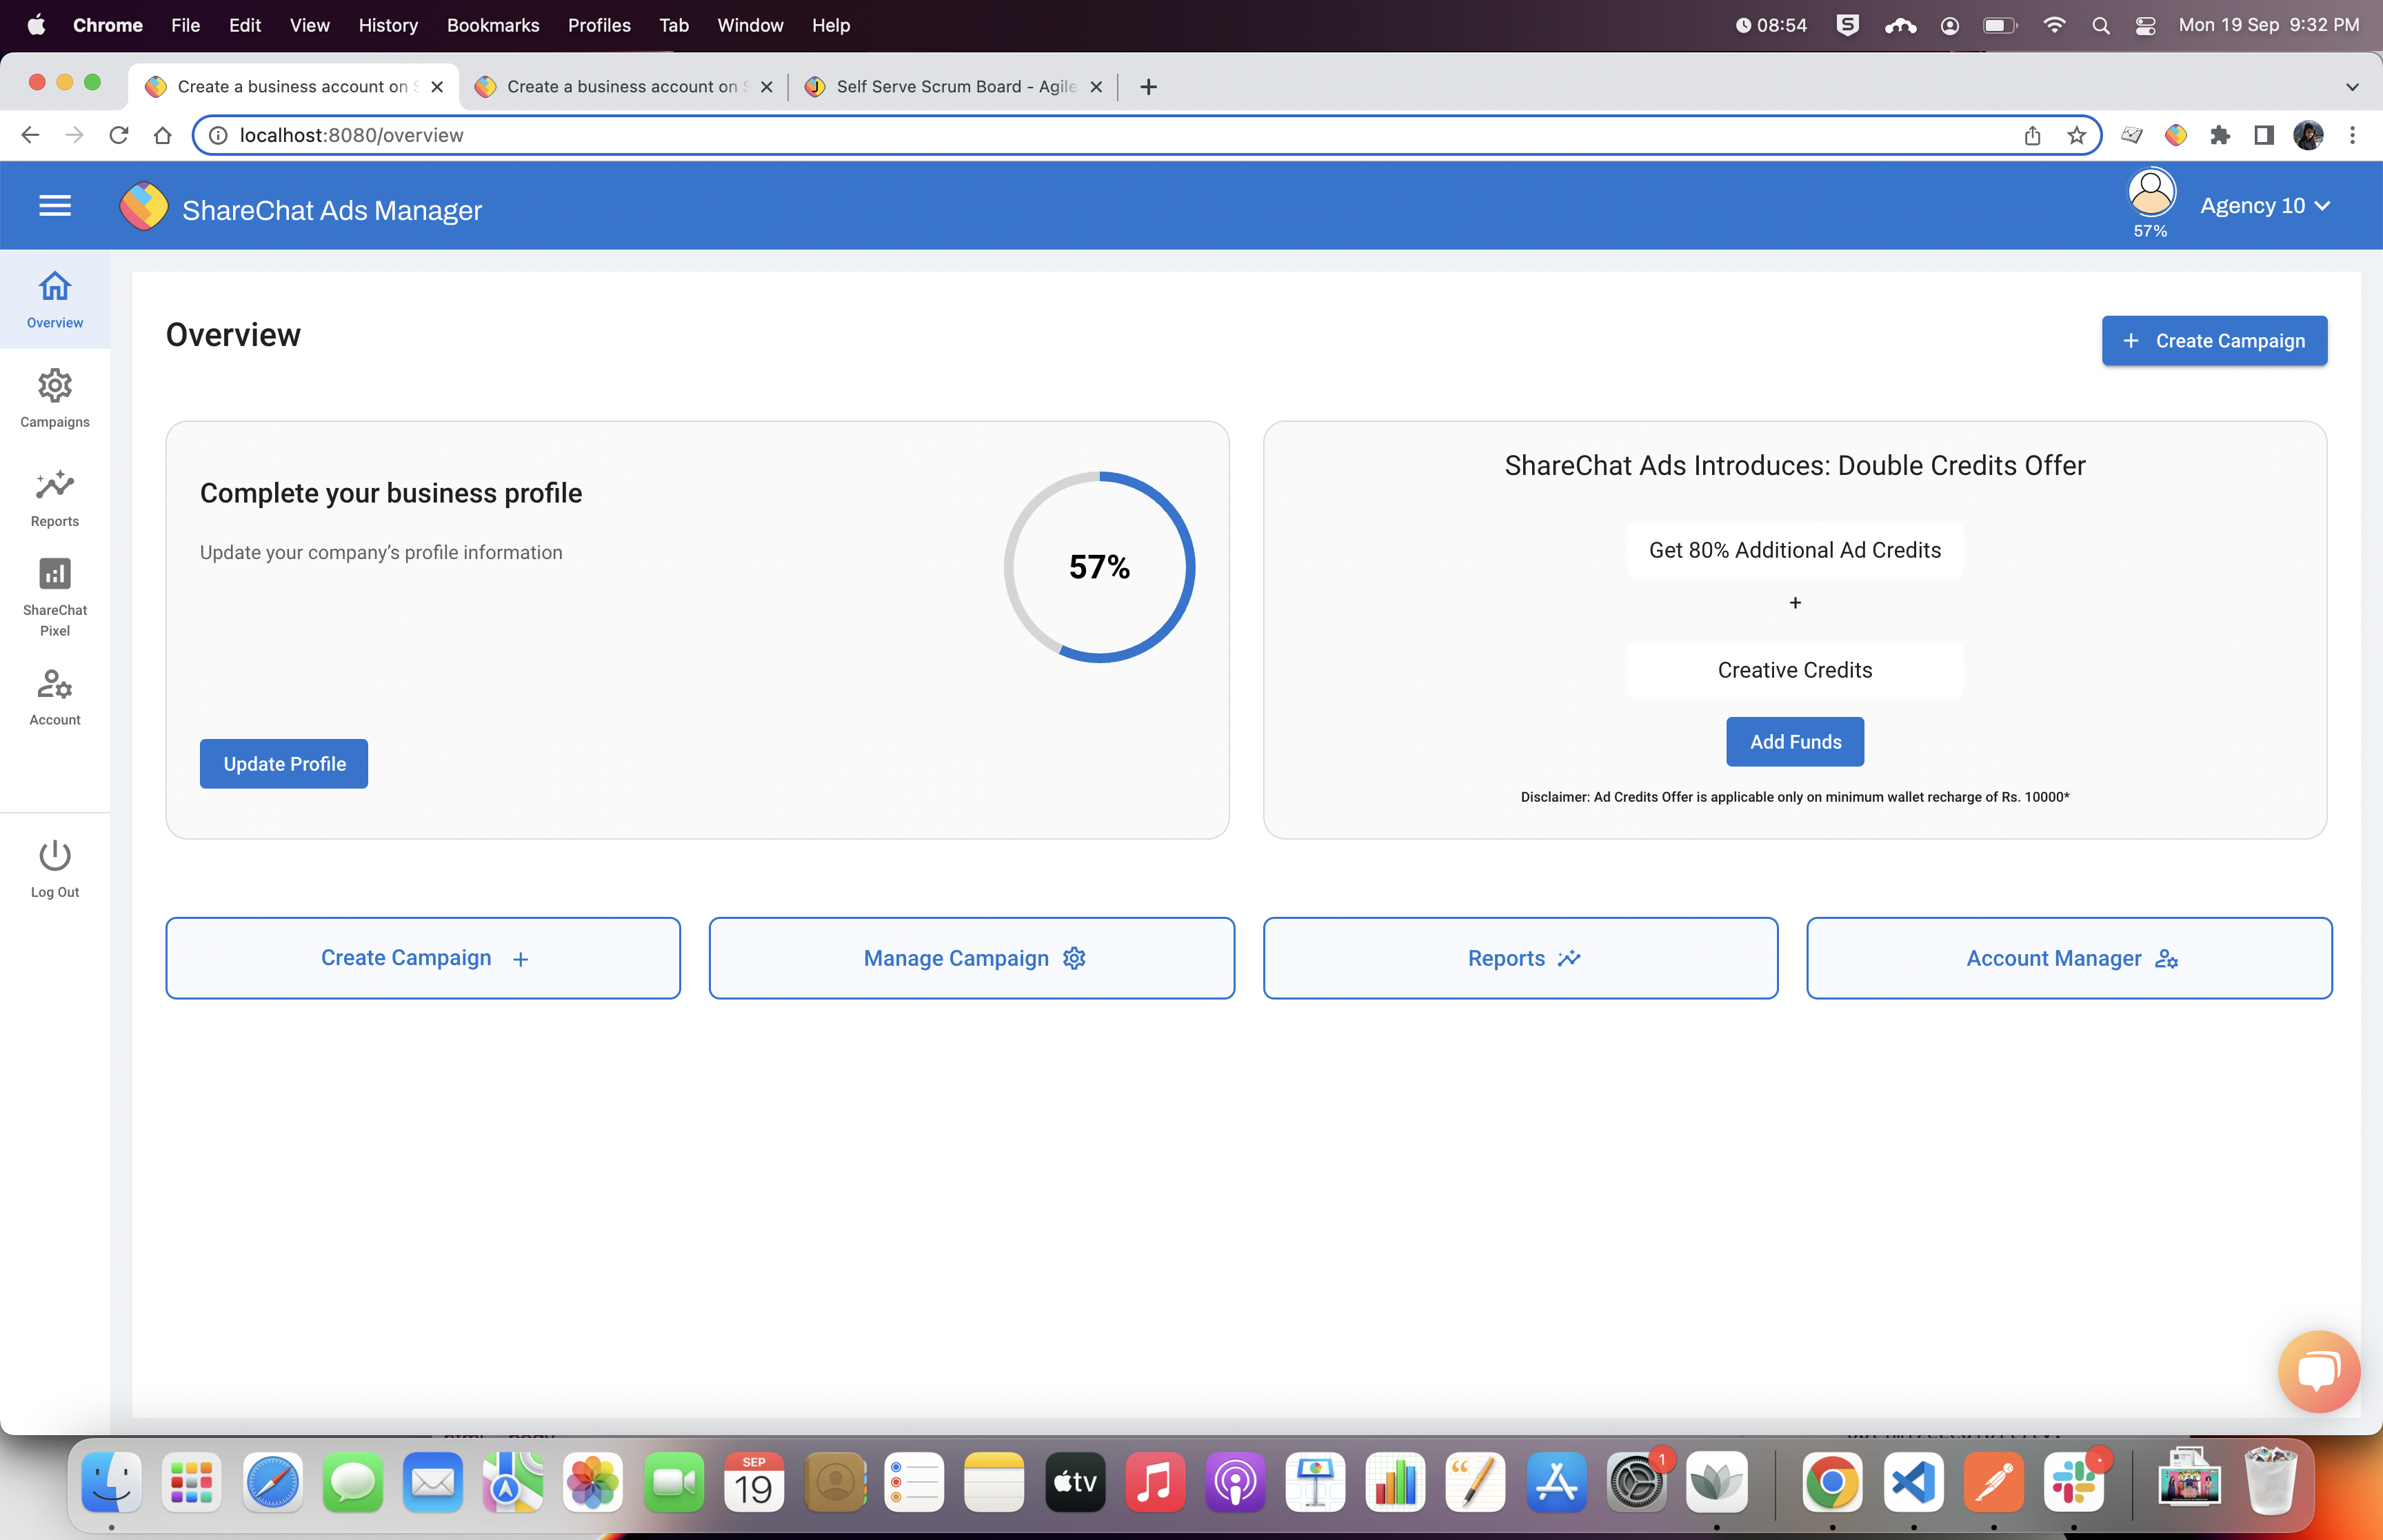 Chrome File Edit View History Bookmarks Profiles Tab Window Help 08:54 Mon 19 Sep 9:32 PM
Create a business account on Create a business account on Self Serve Scrum Board - Agile
localhost:8080/overview
ShareChat Ads Manager
57%
Agency 10
Overview
Campaigns
Reports
ShareChat
Pixel
Account
Log Out
Overview
+ Create Campaign
Complete your business profile
Update your company’s profile information
57%
Update Profile
ShareChat Ads Introduces: Double Credits Offer
Get 80% Additional Ad Credits
+
Creative Credits
Add Funds
Disclaimer: Ad Credits Offer is applicable only on minimum wallet recharge of Rs. 10000*
Create Campaign +
Manage Campaign
Reports
Account Manager
SEP
19
tv
1